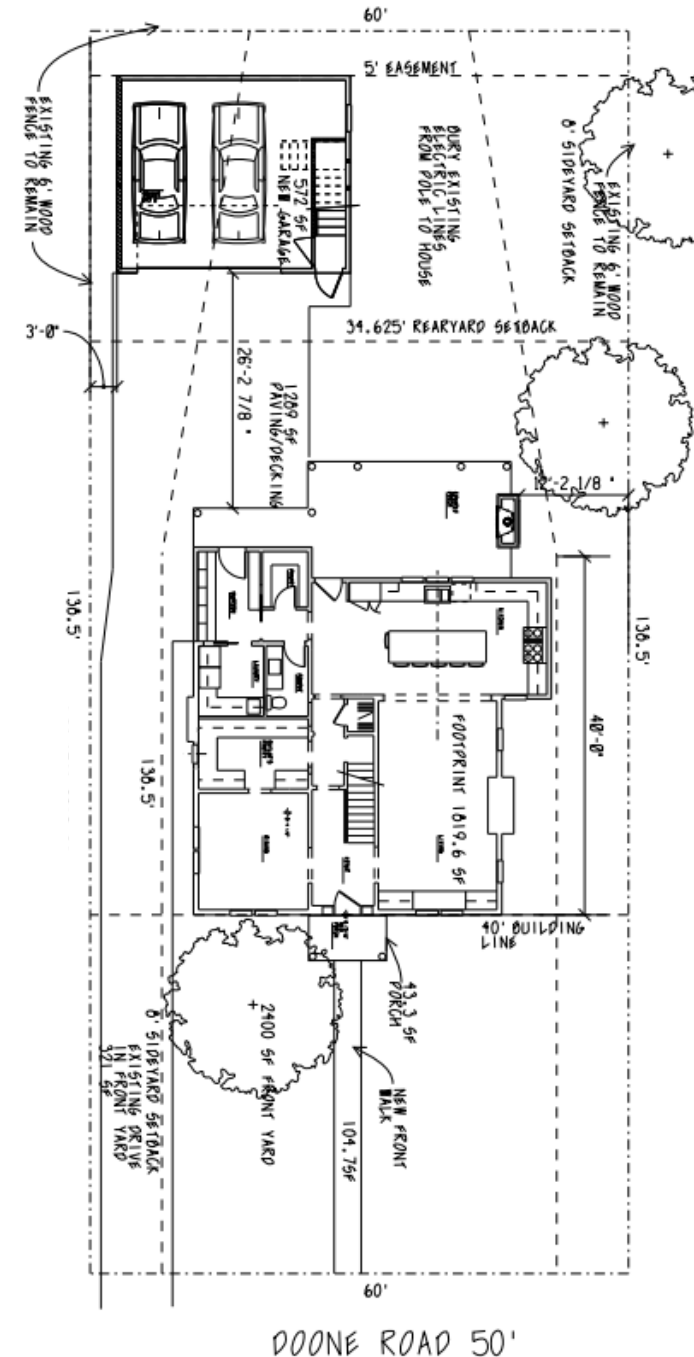 60'
5' EASEMENT
EXISTING 6' WOOD
FENCE TO REMAIN
572 SF
NEW GARAGE
BURY EXISTING
ELECTRIC LINES
FROM POLE TO HOUSE
8' SIDEYARD SETBACK
EXISTING 6' WOOD
FENCE TO REMAIN
34.625' REARYARD SETBACK
3'-0"
26'-2 7/8 "
1289 SF
PAVING/DECKING
12'-2 1/8 "
138.5'
138.5'
40'-0"
138.5'
FOOTPRINT 1819.6 SF
40' BUILDING
LINE
43.3 SF
PORCH
2400 SF FRONT YARD
8' SIDEYARD SETBACK
EXISTING DRIVE
IN FRONT YARD
321 SF
NEW FRONT
WALK
104.7SF
60'
DOONE ROAD 50'